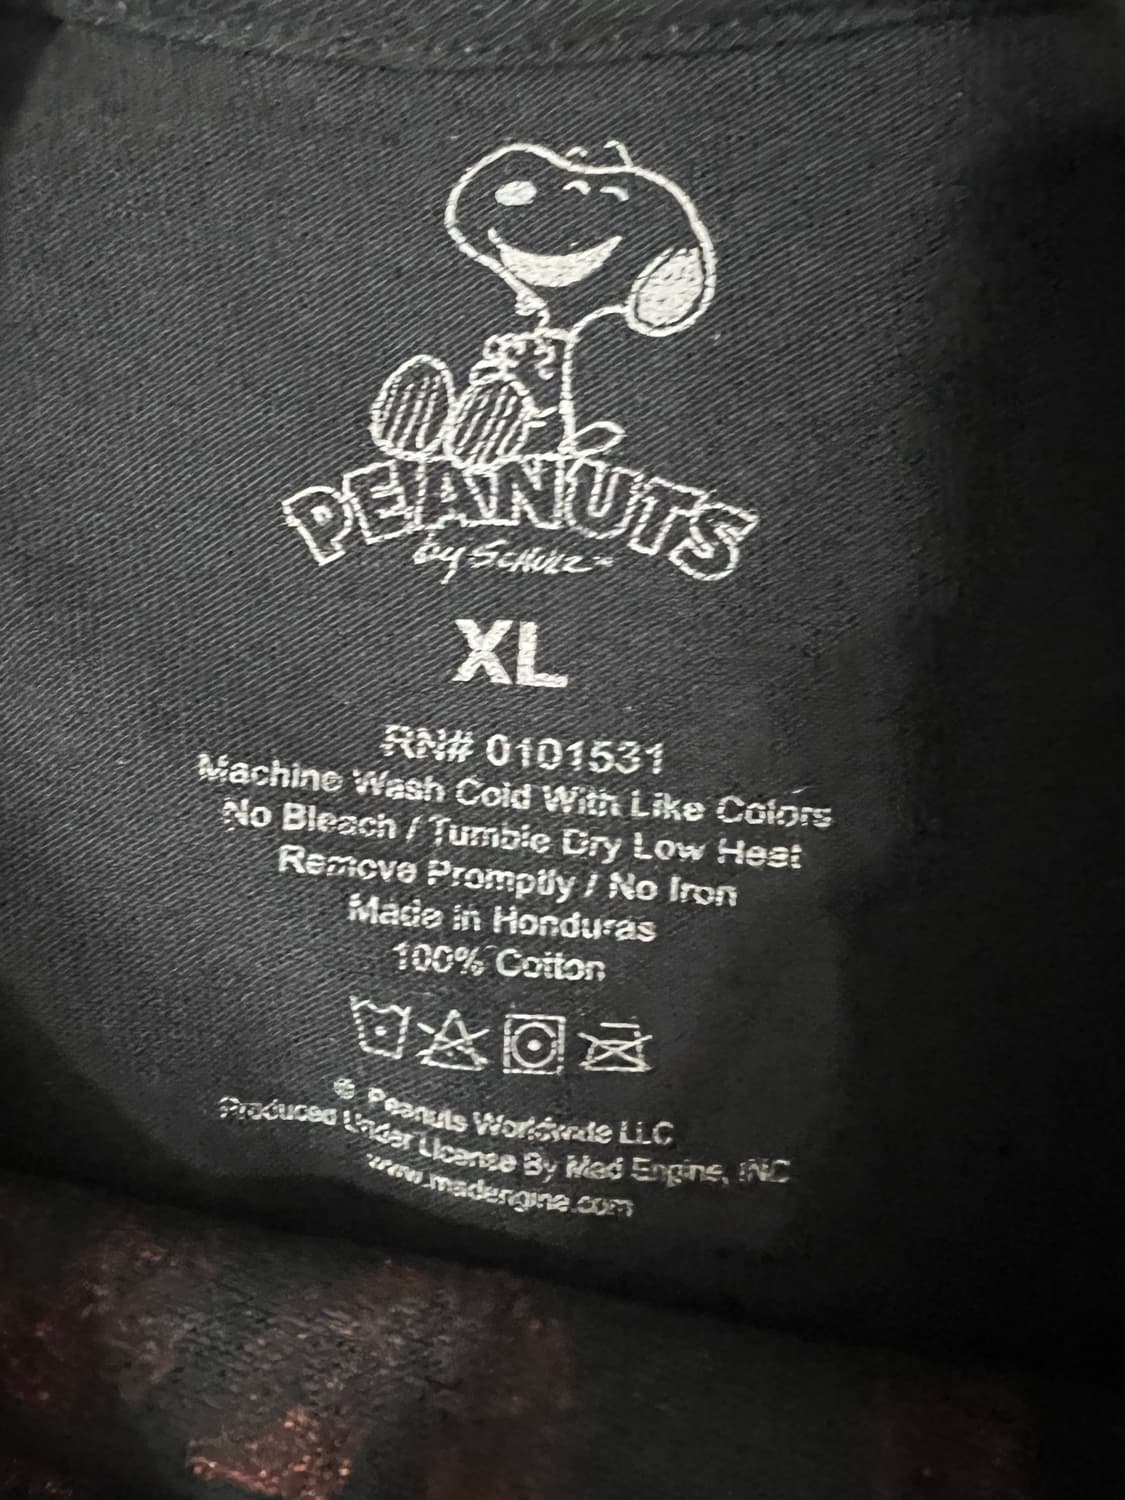 PEANUTS
by SCHULZ™
XL
RN# 0101531
Machine Wash Cold With Like Colors
No Bleach / Tumble Dry Low Heat
Remove Promptly / No Iron
Made in Honduras
100% Cotton
© Peanuts Worldwide LLC
Produced Under License By Mad Engine, INC
www.madengine.com